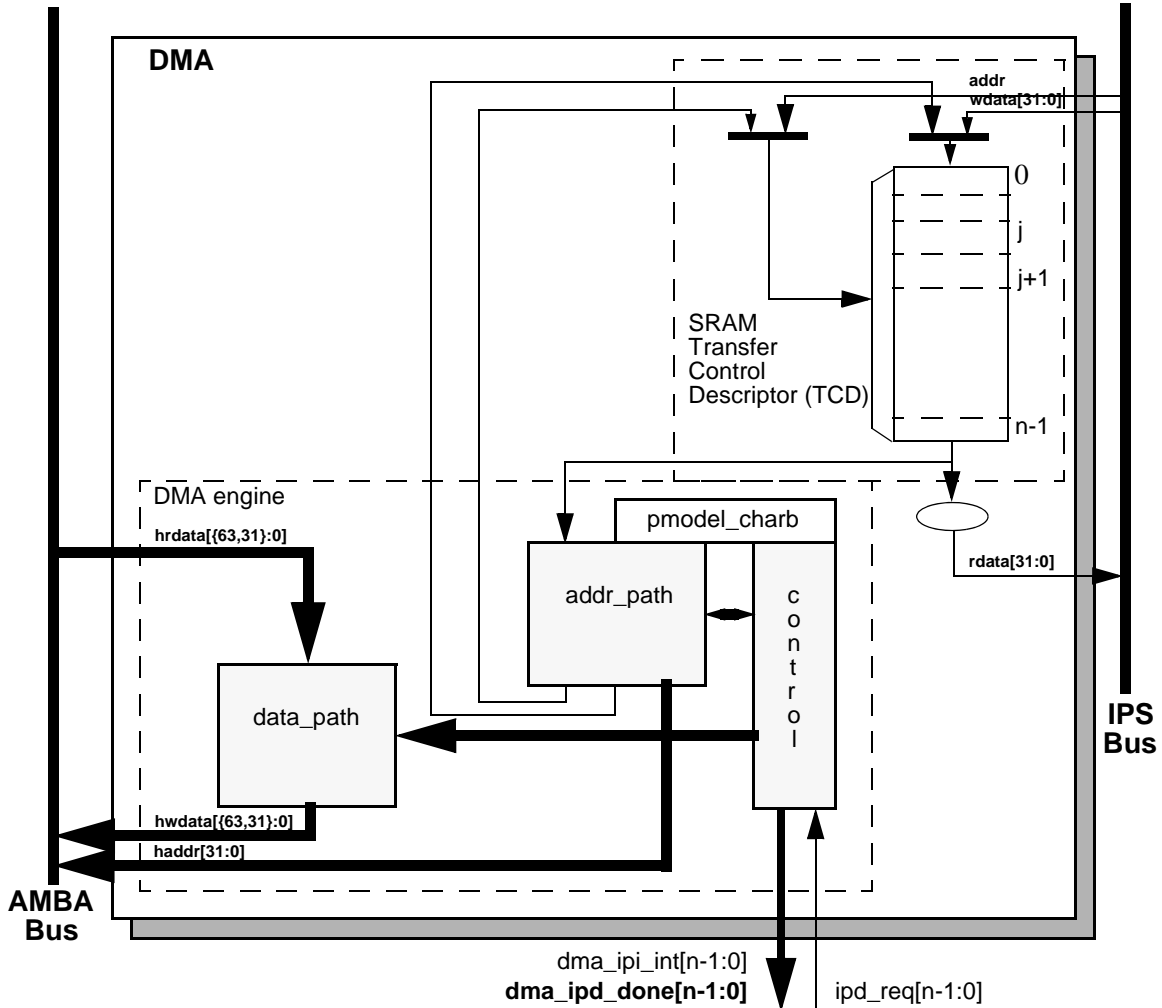 DMA
addr
wdata[31:0]
0
j
j+1
SRAM
Transfer
Control
Descriptor (TCD)
n-1
DMA engine
pmodel_charb
hrdata[{63,31}:0]
rdata[31:0]
addr_path
control
data_path
IPS
Bus
hwdata[{63,31}:0]
haddr[31:0]
AMBA
Bus
dma_ipi_int[n-1:0]
dma_ipd_done[n-1:0]
ipd_req[n-1:0]